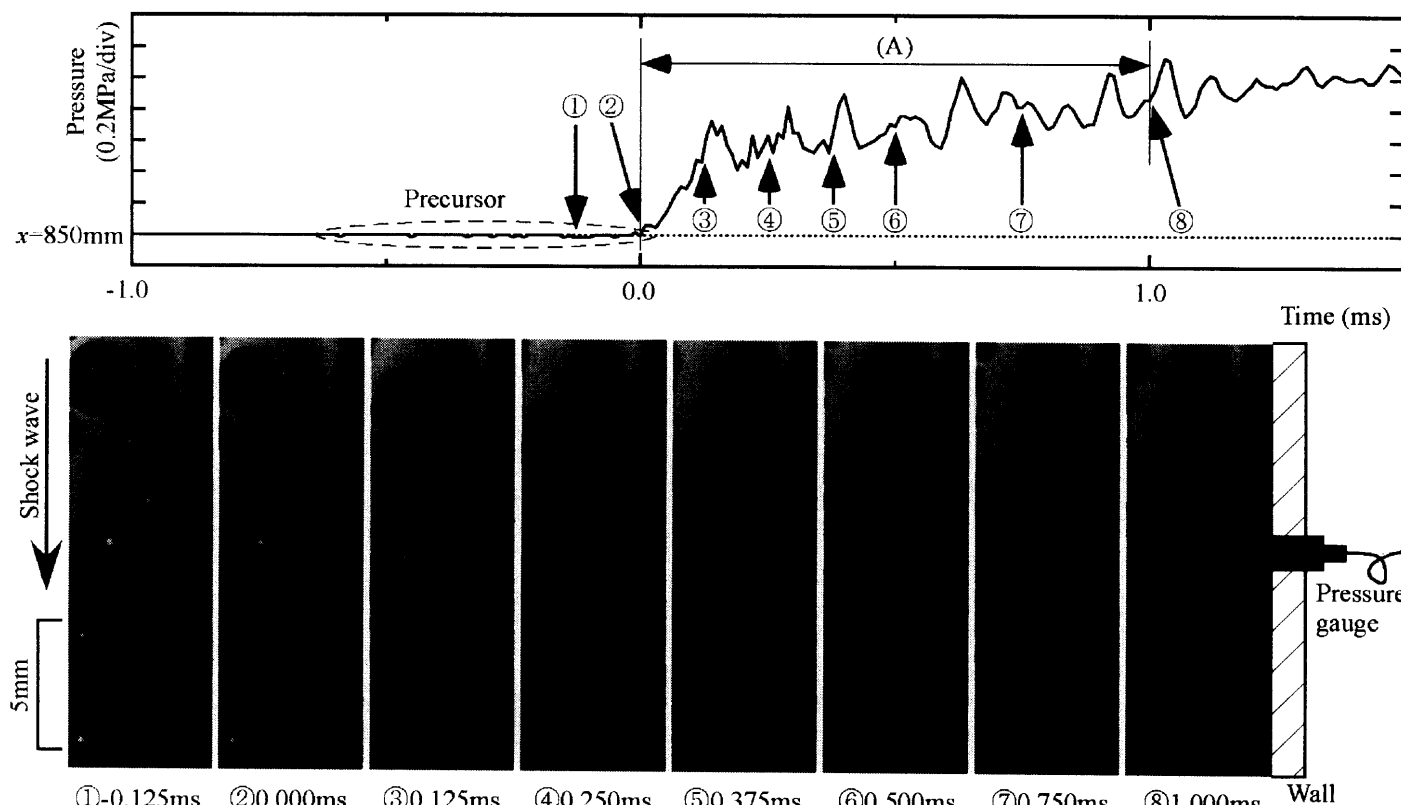 Pressure
(0.2MPa/div)
(A)
① ②
Precursor
③ ④ ⑤ ⑥ ⑦ ⑧
x=850mm
-1.0 0.0 1.0
Time (ms)
Shock wave
5mm
Pressure
gauge
Wall
①-0.125ms ②0.000ms ③0.125ms ④0.250ms ⑤0.375ms ⑥0.500ms ⑦0.750ms ⑧1.000ms